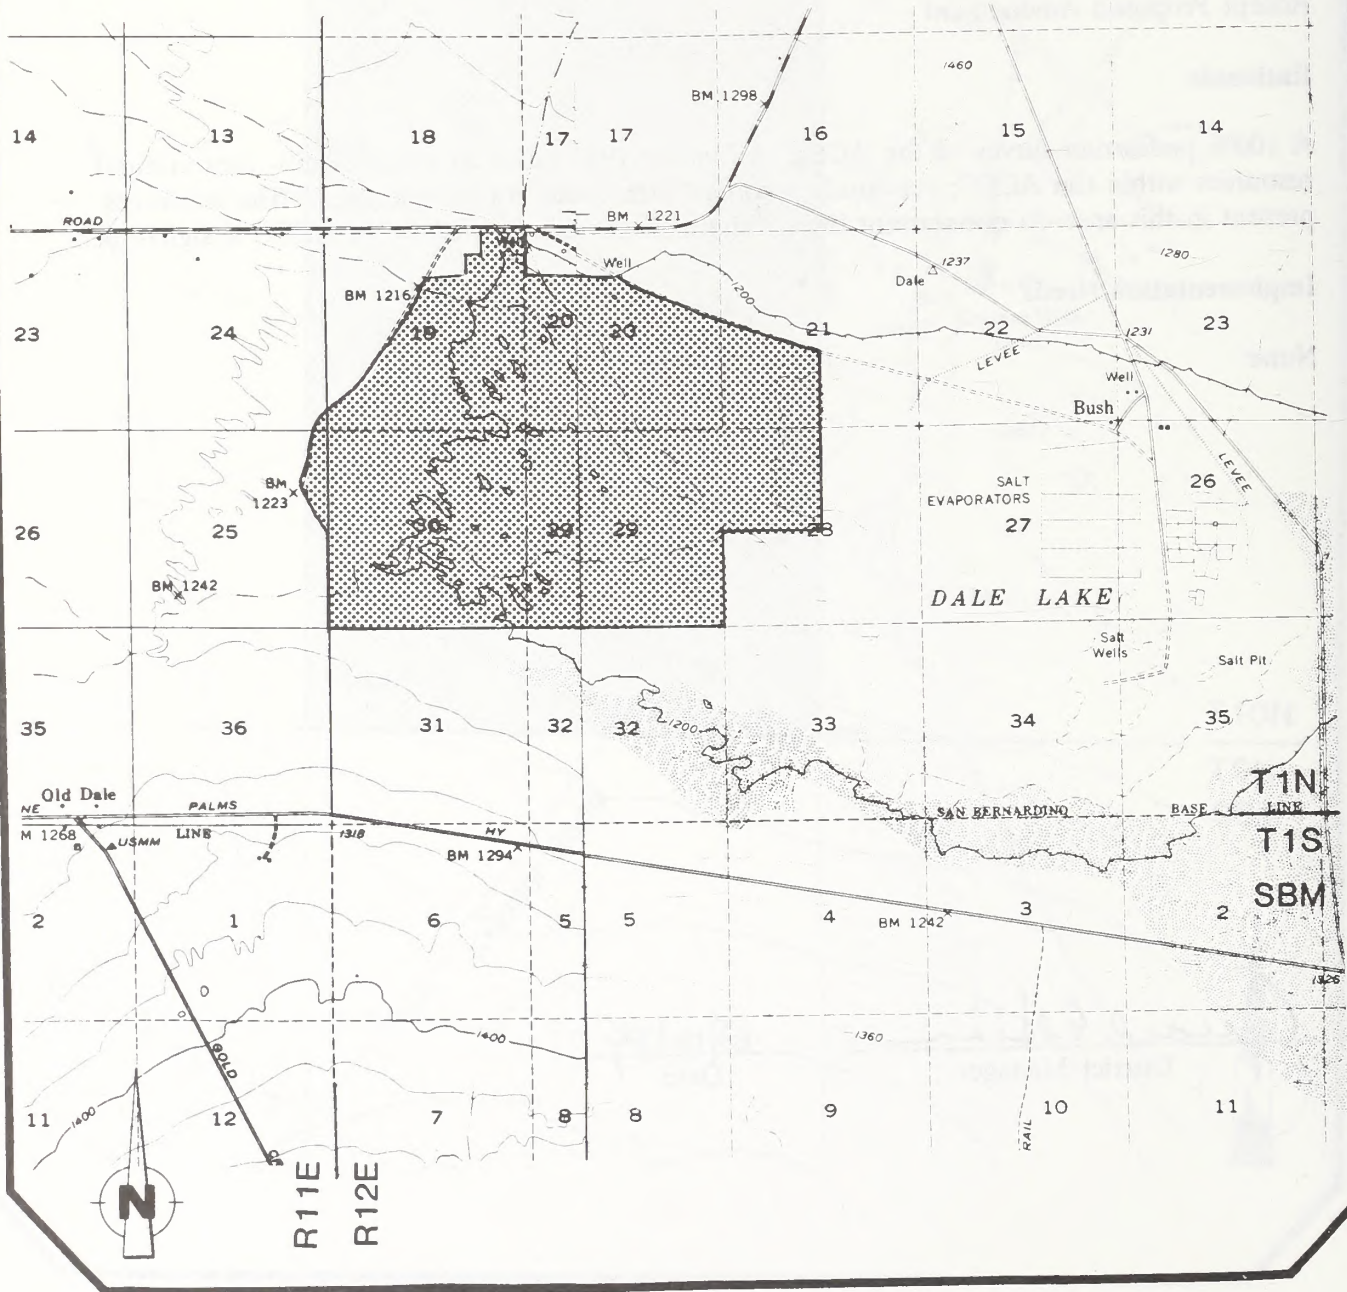 1460
BM 1298
14 13 18 17 17 16 15 14
ROAD
BM 1221
1237
1280
Well
Dale
1200
BM 1216
23 24 19 20 20 21 22 23
1231
LEVEE
Well
Bush
BM
1223
SALT
EVAPORATORS
LEVEE
26
27
26 25 30 29 29 28
BM 1242
DALE LAKE
Salt
Wells
Salt Pit
35 36 31 32 32 33 34 35
1200
Old Dale
T1N
NE PALMS HY
SAN BERNARDINO BASE LINE
M 1268
LINE
1318
USMM
BM 1294
T1S
SBM
2 1 6 5 5 4 3 2
BM 1242
1326
1400
1360
GOLD
1400
11 12 7 8 8 9 10 11
RAIL
N
R11E
R12E